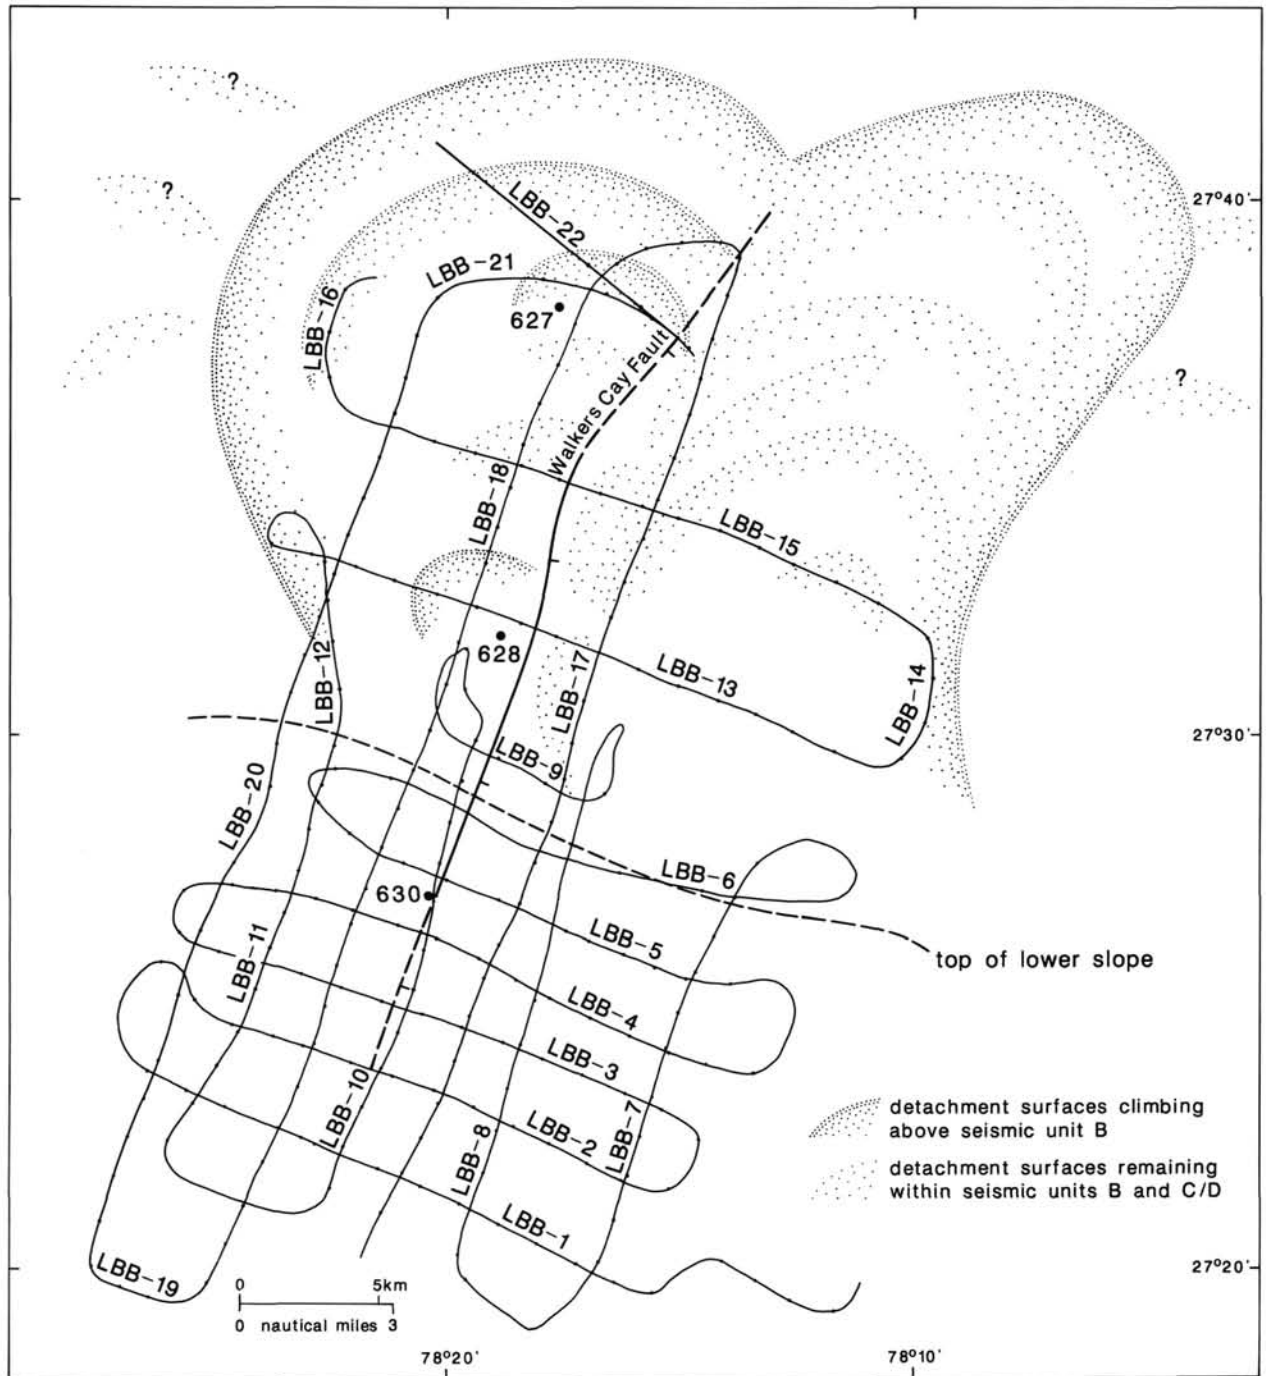 ?
27°40'
?
LBB-22
LBB-21
LBB-16
627
Walkers Cay Fault
?
LBB-18
LBB-15
628
LBB-12
LBB-17
LBB-13
LBB-14
27°30'
LBB-9
LBB-20
LBB-6
630
LBB-5
top of lower slope
LBB-11
LBB-4
LBB-3
LBB-10
LBB-2
LBB-7
LBB-8
detachment surfaces climbing
above seismic unit B
detachment surfaces remaining
within seismic units B and C/D
LBB-1
LBB-19
27°20'
0 5km
0 nautical miles 3
78°20'
78°10'